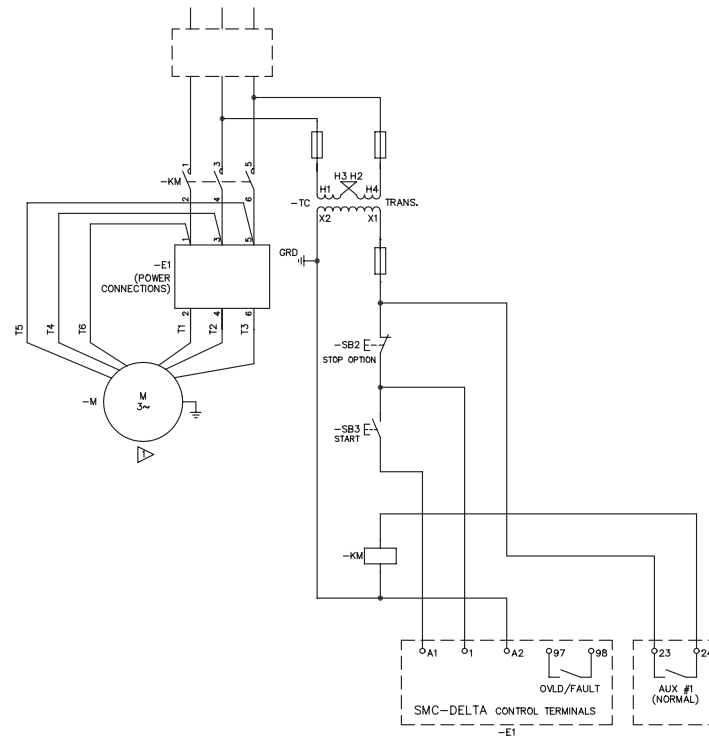 1 3 5
-KM
2 4 6
H3 H2
H1 H4
-TC TRANS.
X2 X1
1 3 5
GRD
-E1
(POWER
CONNECTIONS)
2 4 6
T5 T4 T6 T1 T2 T3
-SB2
STOP OPTION
M
3~
-M
1
-SB3
START
-KM
A1 1 A2 97 98 23 24
OVLD/FAULT
AUX #1
(NORMAL)
SMC-DELTA CONTROL TERMINALS
-E1